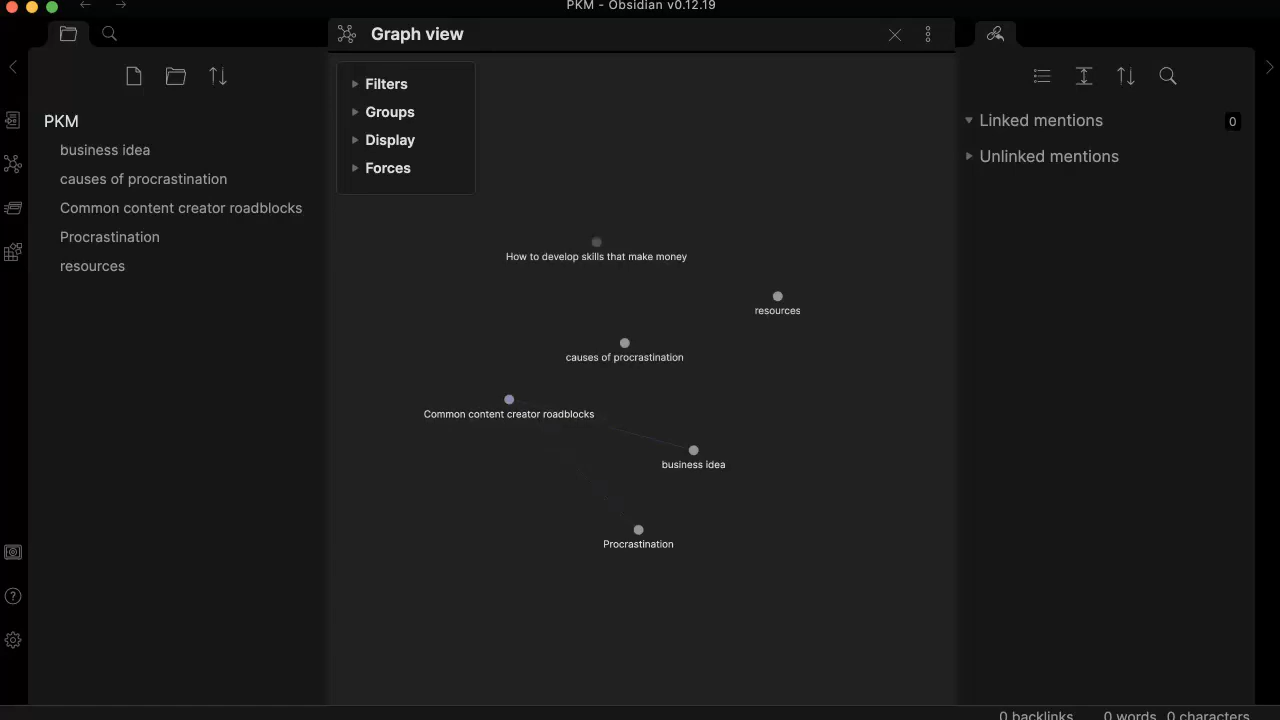 PKM - Obsidian v0.12.19
Graph view
Filters
Groups
Display
Forces
PKM
business idea
causes of procrastination
Common content creator roadblocks
Procrastination
resources
How to develop skills that make money
resources
causes of procrastination
Common content creator roadblocks
business idea
Procrastination
Linked mentions
0
Unlinked mentions
0 backlinks
0 words
0 characters